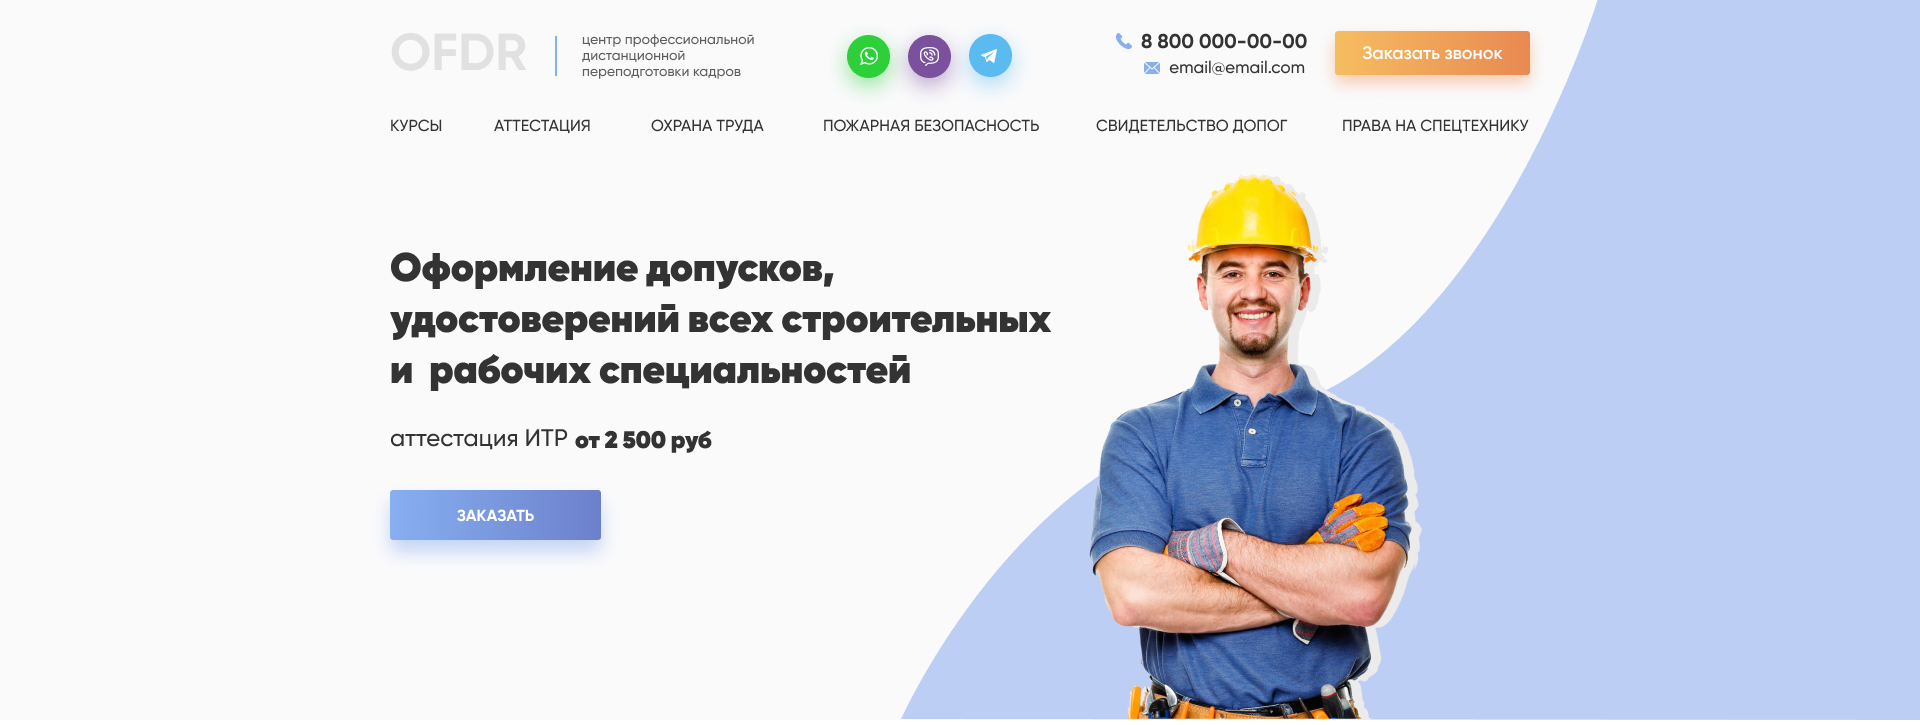 OFDR
центр профессиональной
дистанционной
переподготовки кадров
8 800 000-00-00
email@email.com
Заказать звонок
КУРСЫ АТТЕСТАЦИЯ ОХРАНА ТРУДА ПОЖАРНАЯ БЕЗОПАСНОСТЬ СВИДЕТЕЛЬСТВО ДОПОГ ПРАВА НА СПЕЦТЕХНИКУ
Оформление допусков,
удостоверений всех строительных
и рабочих специальностей
аттестация ИТР от 2 500 руб
ЗАКАЗАТЬ